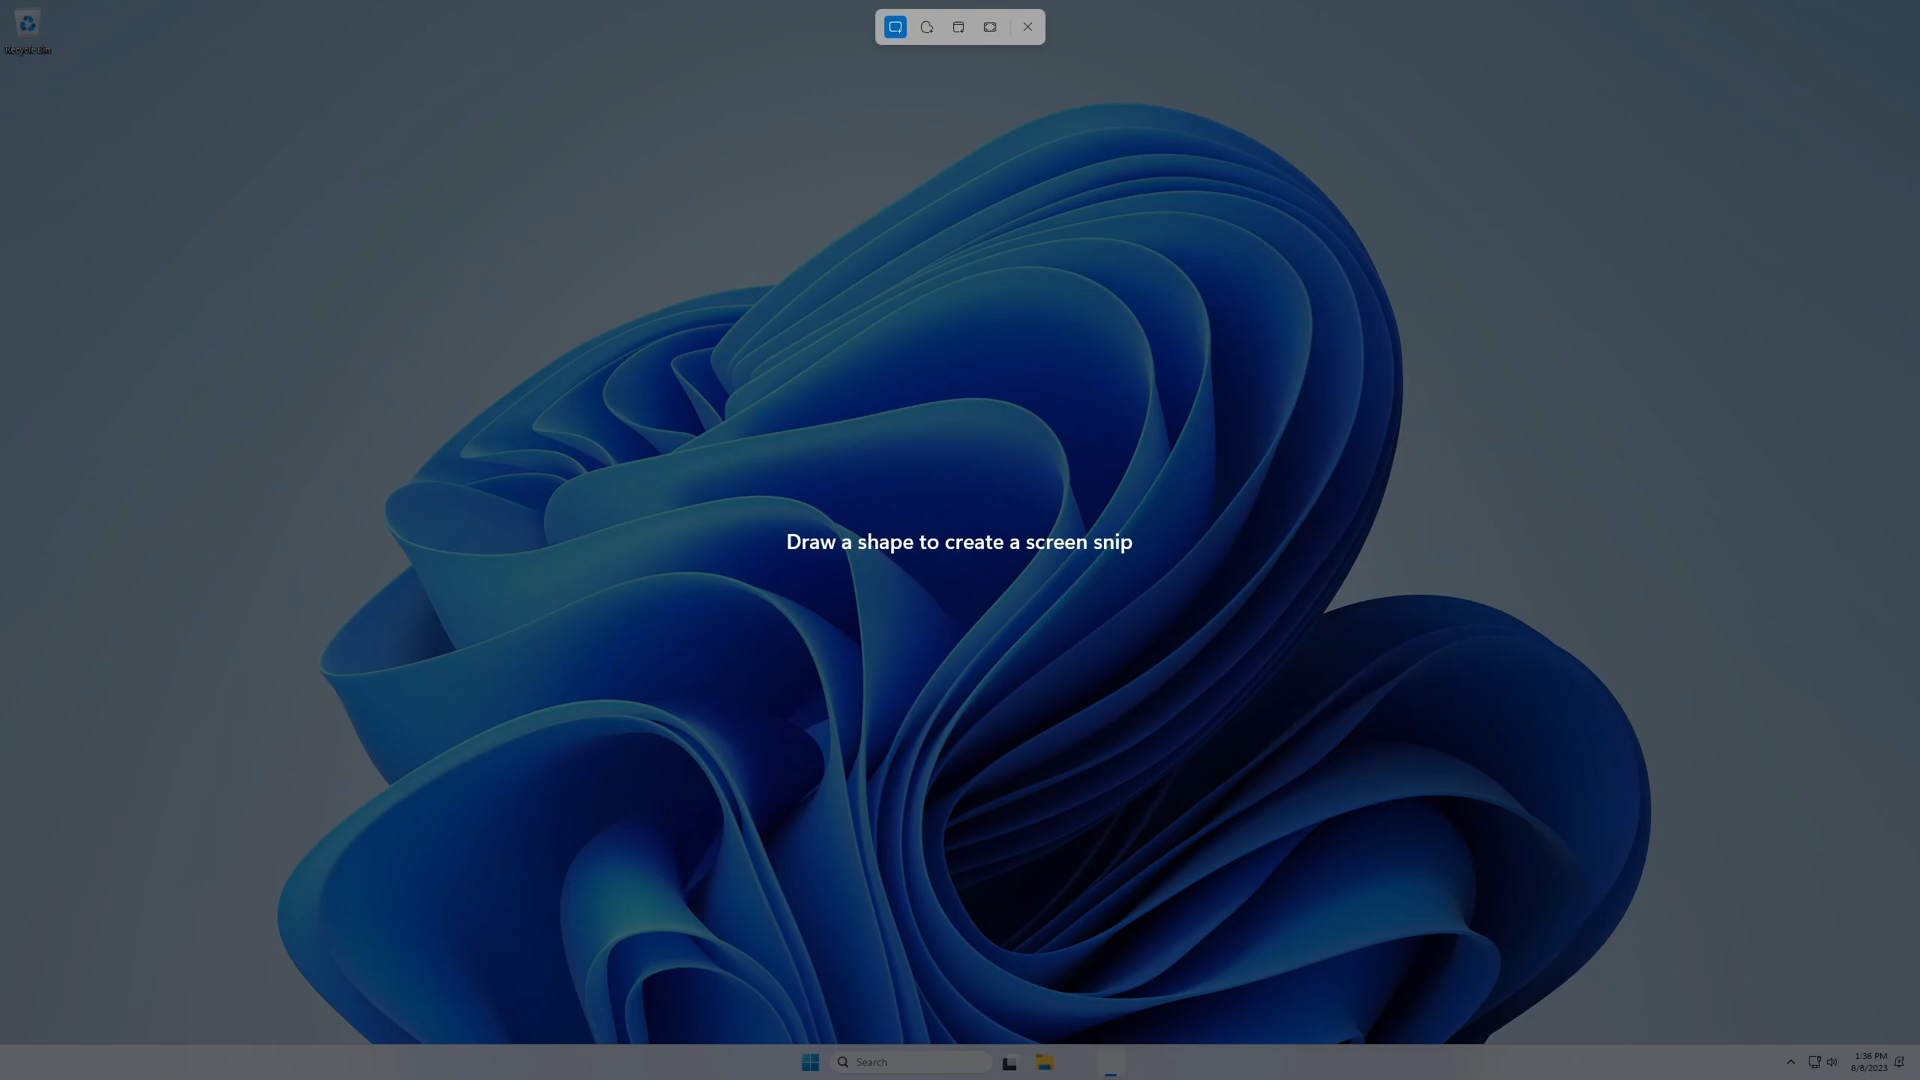 Recycle Bin
Draw a shape to create a screen snip
Search
1:36 PM
8/8/2023